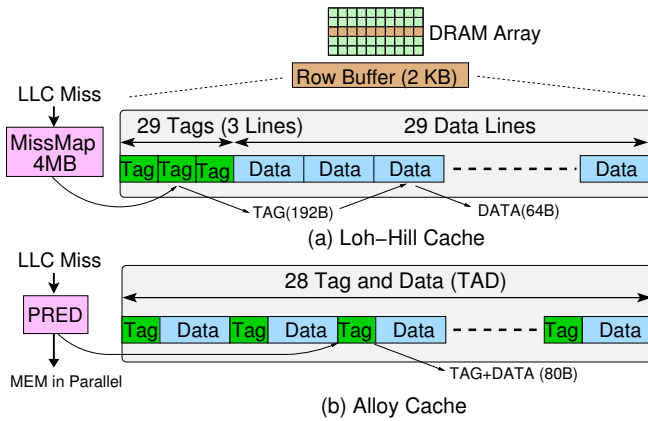 DRAM Array
Row Buffer (2 KB)
LLC Miss
MissMap
4MB
29 Tags (3 Lines)
29 Data Lines
Tag Tag Tag Data Data Data Data
TAG(192B)
DATA(64B)
(a) Loh−Hill Cache
LLC Miss
PRED
MEM in Parallel
28 Tag and Data (TAD)
Tag Data Tag Data Tag Data Tag Data
TAG+DATA (80B)
(b) Alloy Cache